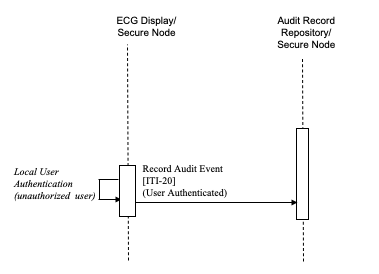 ECG Display/
Secure Node
Audit Record
Repository/
Secure Node
Local User
Authentication
(unauthorized user)
Record Audit Event
[ITI-20]
(User Authenticated)